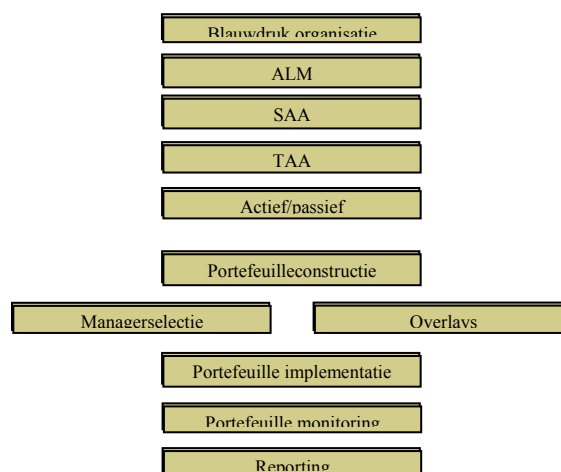 Blauwdruk organisatie
ALM
SAA
TAA
Actief/passief
Portefeuilleconstructie
Managerselectie
Overlays
Portefeuille implementatie
Portefeuille monitoring
Reporting